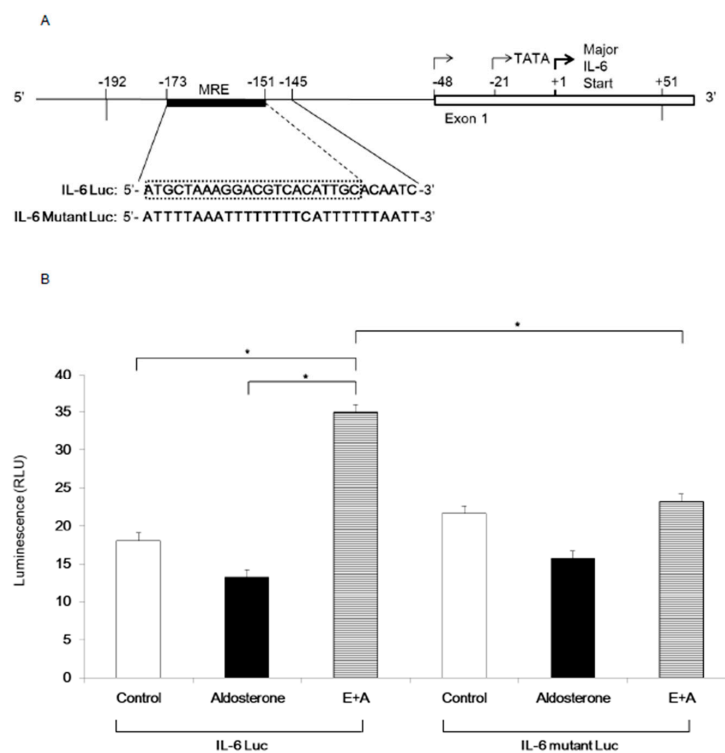 A
Major
TATA IL-6
-192 -173 MRE -151 -145 -48 -21 +1 Start +51
5' 3'
Exon 1
IL-6 Luc: 5'- ATGCTAAAGGACGTCACATTGCACAATC-3'
IL-6 Mutant Luc: 5'- ATTTTAAATTTTTTTTCATTTTTTAATT-3'
B
*
*
*
Luminescence (RLU)
40
35
30
25
20
15
10
5
0
Control Aldosterone E+A Control Aldosterone E+A
IL-6 Luc IL-6 mutant Luc